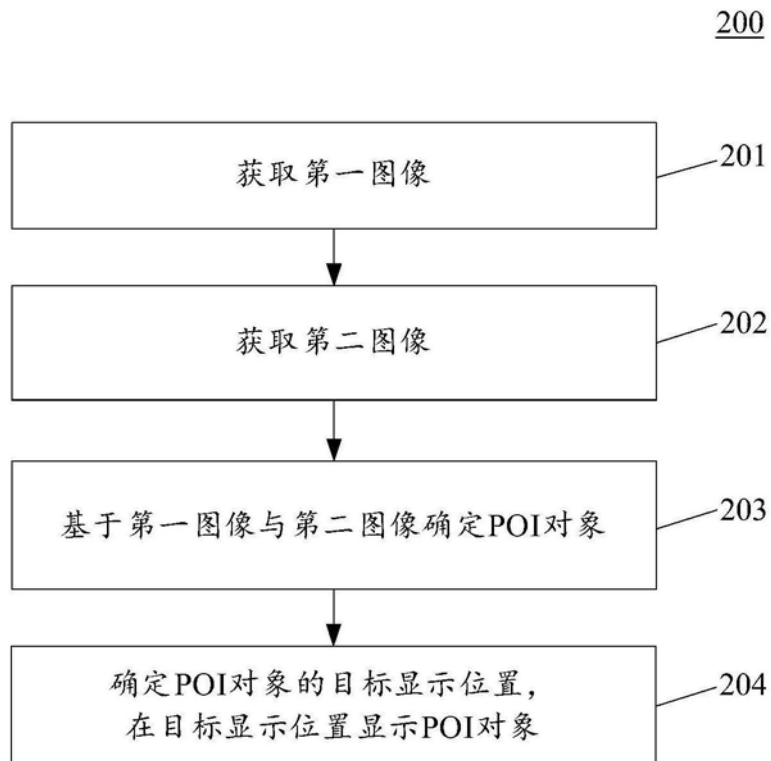 200
获取第一图像
201
获取第二图像
202
基于第一图像与第二图像确定POI对象
203
确定POI对象的目标显示位置，
在目标显示位置显示POI对象
204